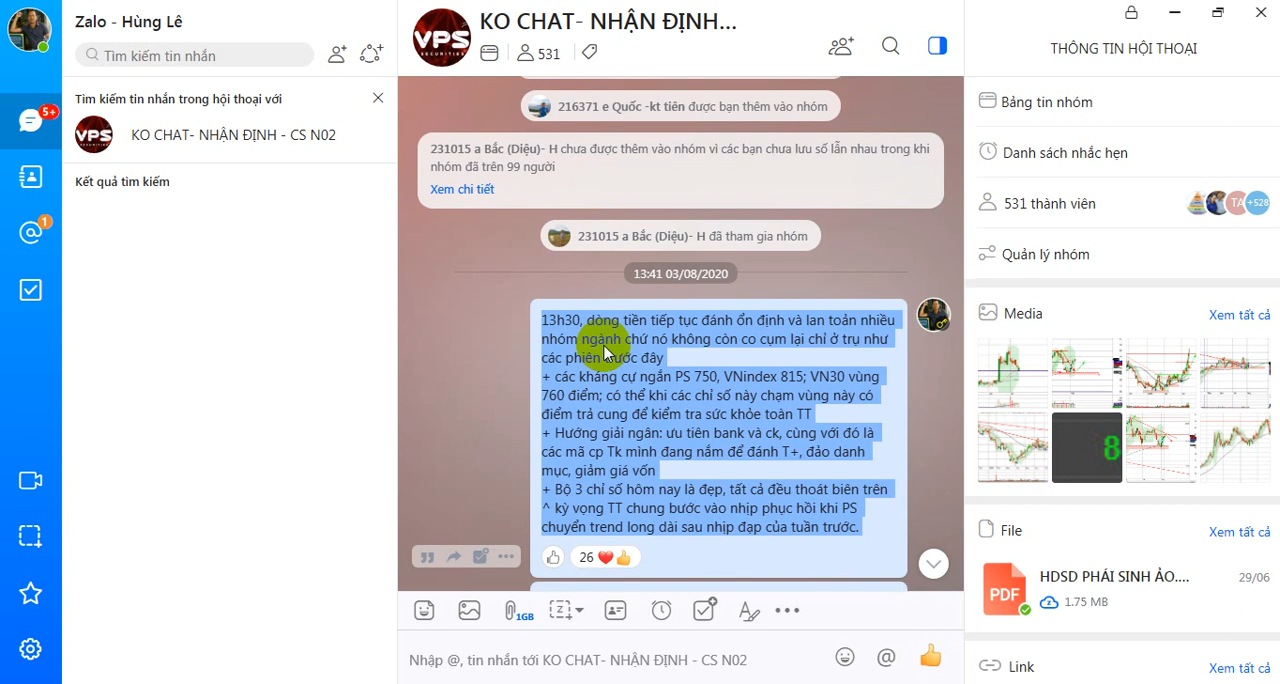 Zalo - Hùng Lê
Tìm kiếm tin nhắn
Tìm kiếm tin nhắn trong hội thoại với
VPS
KO CHAT- NHẬN ĐỊNH - CS N02
Kết quả tìm kiếm
5+
1
VPS
SECURITIES
KO CHAT- NHẬN ĐỊNH...
531
216371 e Quốc -kt tiên được bạn thêm vào nhóm
231015 a Bắc (Diệu)- H chưa được thêm vào nhóm vì các bạn chưa lưu số lẫn nhau trong khi
nhóm đã trên 99 người
Xem chi tiết
231015 a Bắc (Diệu)- H đã tham gia nhóm
13:41 03/08/2020
13h30, dòng tiền tiếp tục đánh ổn định và lan toản nhiều
nhóm ngành chứ nó không còn co cụm lại chỉ ở trụ như
các phiên trước đây
+ các kháng cự ngắn PS 750, VNindex 815; VN30 vùng
760 điểm; có thể khi các chỉ số này chạm vùng này có
điểm trả cung để kiểm tra sức khỏe toàn TT
+ Hướng giải ngân: ưu tiên bank và ck, cùng với đó là
các mã cp Tk mình đang nắm để đánh T+, đảo danh
mục, giảm giá vốn
+ Bộ 3 chỉ số hôm nay là đẹp, tất cả đều thoát biên trên
^ kỳ vọng TT chung bước vào nhịp phục hồi khi PS
chuyển trend long dài sau nhịp đạp của tuần trước.
26
1GB
Nhập @, tin nhắn tới KO CHAT- NHẬN ĐỊNH - CS N02
THÔNG TIN HỘI THOẠI
Bảng tin nhóm
Danh sách nhắc hẹn
531 thành viên
TA
+528
Quản lý nhóm
Media
Xem tất cả
8
File
Xem tất cả
PDF
HDSD PHÁI SINH ẢO....
29/06
1.75 MB
Link
Xem tất cả